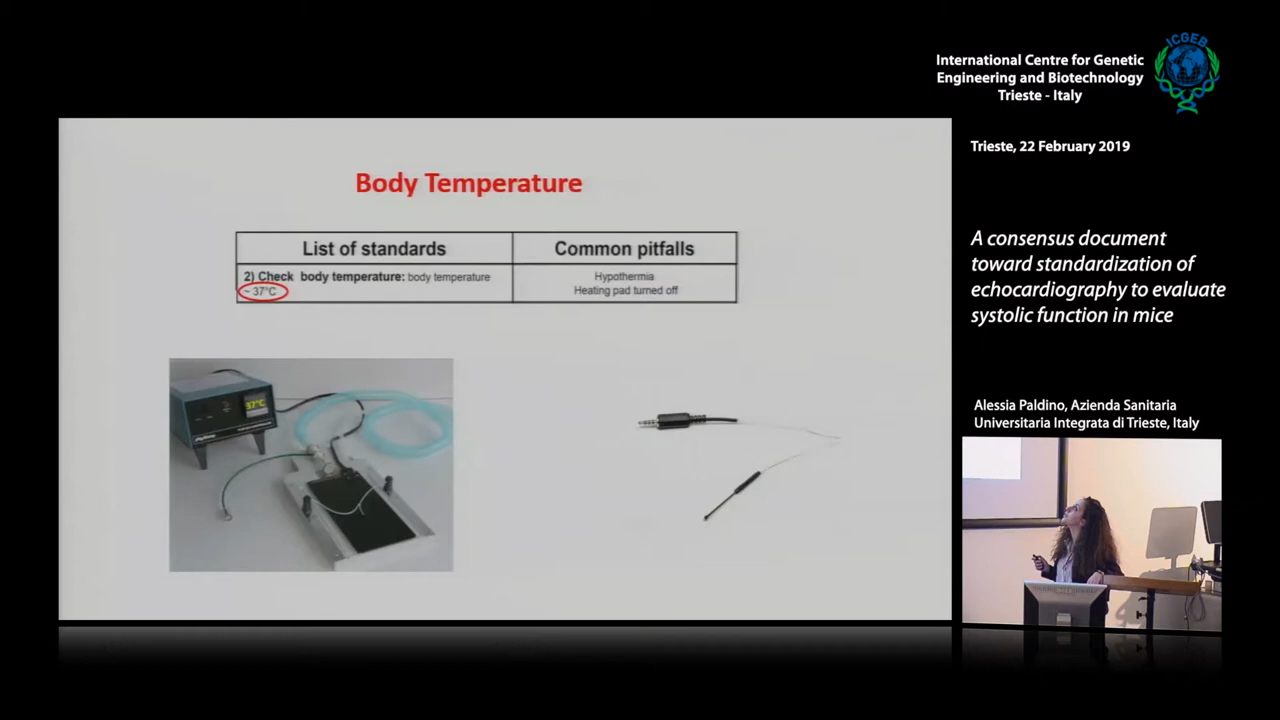 ICGEB
International Centre for Genetic
Engineering and Biotechnology
Trieste - Italy
Trieste, 22 February 2019
A consensus document
toward standardization of
echocardiography to evaluate
systolic function in mice
Alessia Paldino, Azienda Sanitaria
Universitaria Integrata di Trieste, Italy
Body Temperature
List of standards
Common pitfalls
2) Check body temperature: body temperature
~ 37°C
Hypothermia
Heating pad turned off
37°C